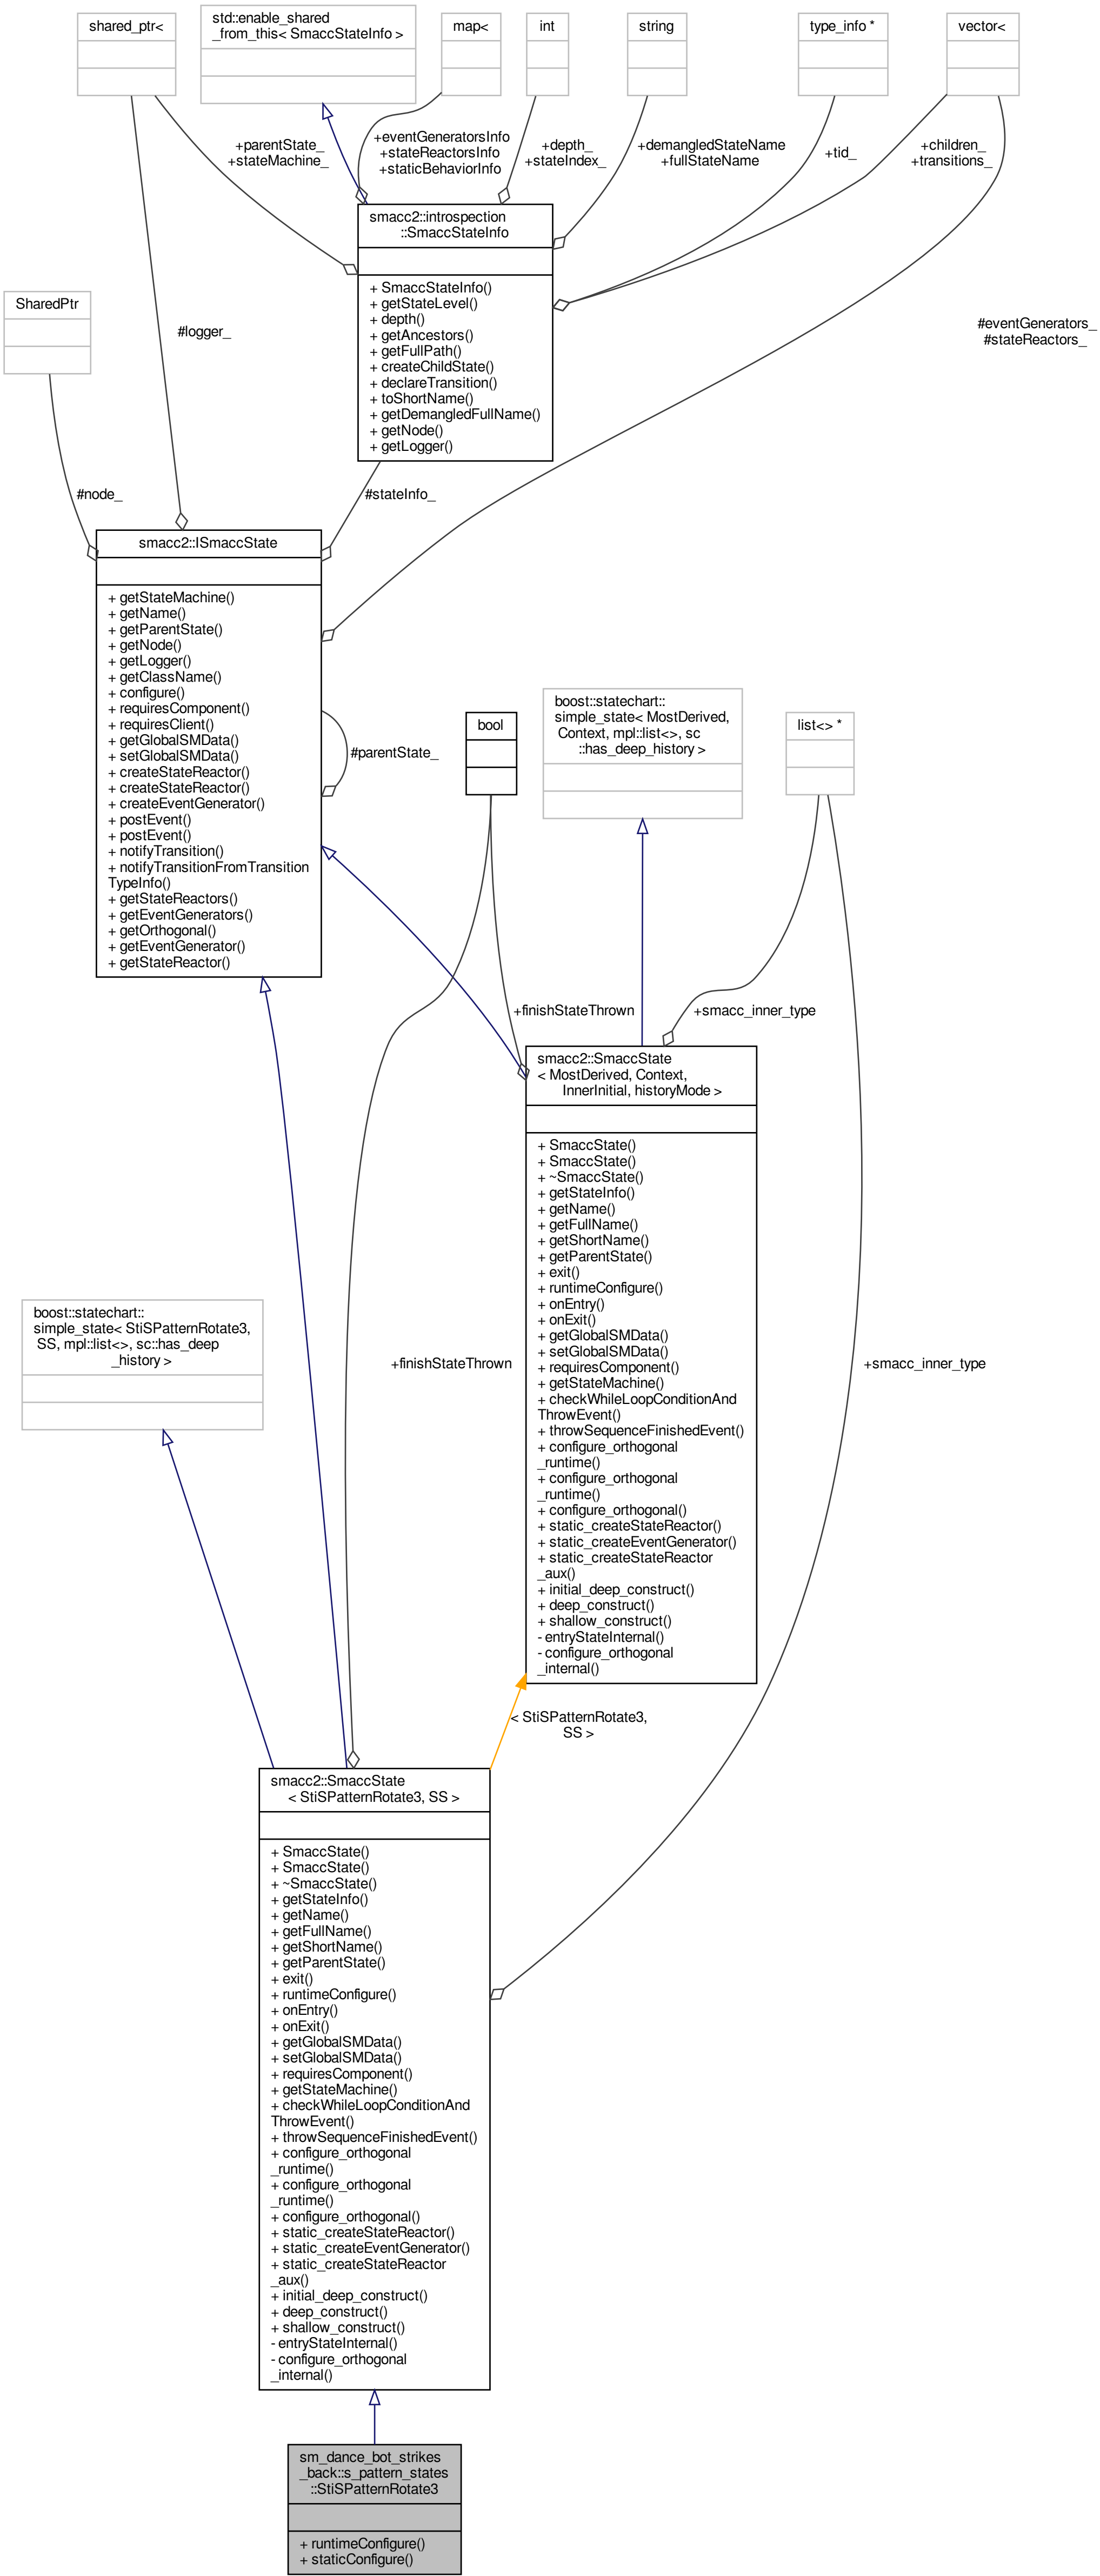 shared_ptr<
std::enable_shared
_from_this< SmaccStateInfo >
map<
int
string
type_info *
vector<
+parentState_
+stateMachine_
+eventGeneratorsInfo
+stateReactorsInfo
+staticBehaviorInfo
+depth_
+stateIndex_
+demangledStateName
+fullStateName
+tid_
+children_
+transitions_
smacc2::introspection
::SmaccStateInfo
+ SmaccStateInfo()
+ getStateLevel()
+ depth()
+ getAncestors()
+ getFullPath()
+ createChildState()
+ declareTransition()
+ toShortName()
+ getDemangledFullName()
+ getNode()
+ getLogger()
SharedPtr
#logger_
#eventGenerators_
#stateReactors_
#node_
#stateInfo_
smacc2::ISmaccState
+ getStateMachine()
+ getName()
+ getParentState()
+ getNode()
+ getLogger()
+ getClassName()
+ configure()
+ requiresComponent()
+ requiresClient()
+ getGlobalSMData()
+ setGlobalSMData()
+ createStateReactor()
+ createStateReactor()
+ createEventGenerator()
+ postEvent()
+ postEvent()
+ notifyTransition()
+ notifyTransitionFromTransition
TypeInfo()
+ getStateReactors()
+ getEventGenerators()
+ getOrthogonal()
+ getEventGenerator()
+ getStateReactor()
#parentState_
bool
boost::statechart::
simple_state< MostDerived,
Context, mpl::list<>, sc
::has_deep_history >
list<> *
+finishStateThrown
+smacc_inner_type
smacc2::SmaccState
< MostDerived, Context,
InnerInitial, historyMode >
+ SmaccState()
+ SmaccState()
+ ~SmaccState()
+ getStateInfo()
+ getName()
+ getFullName()
+ getShortName()
+ getParentState()
+ exit()
+ runtimeConfigure()
+ onEntry()
+ onExit()
+ getGlobalSMData()
+ setGlobalSMData()
+ requiresComponent()
+ getStateMachine()
+ checkWhileLoopConditionAnd
ThrowEvent()
+ throwSequenceFinishedEvent()
+ configure_orthogonal
_runtime()
+ configure_orthogonal
_runtime()
+ configure_orthogonal()
+ static_createStateReactor()
+ static_createEventGenerator()
+ static_createStateReactor
_aux()
+ initial_deep_construct()
+ deep_construct()
+ shallow_construct()
- entryStateInternal()
- configure_orthogonal
_internal()
boost::statechart::
simple_state< StiSPatternRotate3,
SS, mpl::list<>, sc::has_deep
_history >
+finishStateThrown
+smacc_inner_type
< StiSPatternRotate3,
SS >
smacc2::SmaccState
< StiSPatternRotate3, SS >
+ SmaccState()
+ SmaccState()
+ ~SmaccState()
+ getStateInfo()
+ getName()
+ getFullName()
+ getShortName()
+ getParentState()
+ exit()
+ runtimeConfigure()
+ onEntry()
+ onExit()
+ getGlobalSMData()
+ setGlobalSMData()
+ requiresComponent()
+ getStateMachine()
+ checkWhileLoopConditionAnd
ThrowEvent()
+ throwSequenceFinishedEvent()
+ configure_orthogonal
_runtime()
+ configure_orthogonal
_runtime()
+ configure_orthogonal()
+ static_createStateReactor()
+ static_createEventGenerator()
+ static_createStateReactor
_aux()
+ initial_deep_construct()
+ deep_construct()
+ shallow_construct()
- entryStateInternal()
- configure_orthogonal
_internal()
sm_dance_bot_strikes
_back::s_pattern_states
::StiSPatternRotate3
+ runtimeConfigure()
+ staticConfigure()